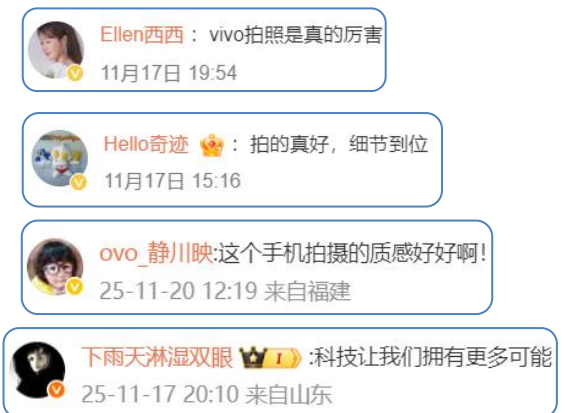 Ellen西西：vivo拍照是真的厉害
11月17日 19:54
Hello奇迹 ：拍的真好，细节到位
11月17日 15:16
ovo_静川映:这个手机拍摄的质感好好啊！
25-11-20 12:19 来自福建
下雨天淋湿双眼 I :科技让我们拥有更多可能
25-11-17 20:10 来自山东